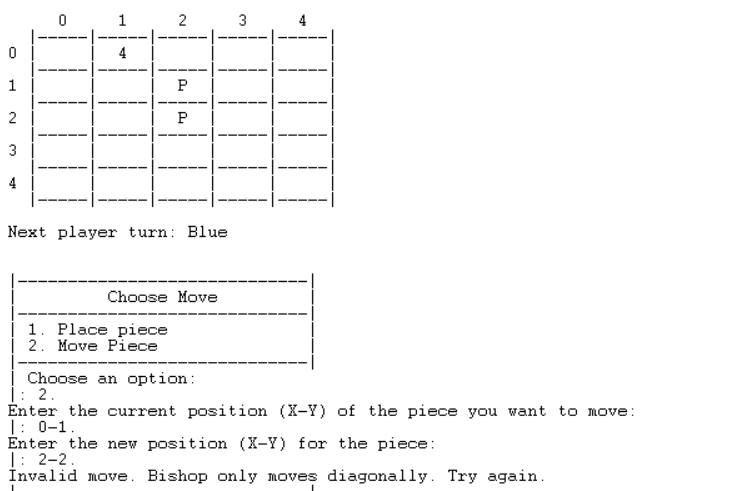 0 1 2 3 4
|-----|-----|-----|-----|-----|
0 | | 4 | | | |
|-----|-----|-----|-----|-----|
1 | | | P | | |
|-----|-----|-----|-----|-----|
2 | | | P | | |
|-----|-----|-----|-----|-----|
3 | | | | | |
|-----|-----|-----|-----|-----|
4 | | | | | |
|-----|-----|-----|-----|-----|
Next player turn: Blue
|-----------------------------|
| Choose Move |
|-----------------------------|
| 1. Place piece |
| 2. Move Piece |
|-----------------------------|
| Choose an option:
|: 2.
Enter the current position (X-Y) of the piece you want to move:
|: 0-1.
Enter the new position (X-Y) for the piece:
|: 2-2.
Invalid move. Bishop only moves diagonally. Try again.